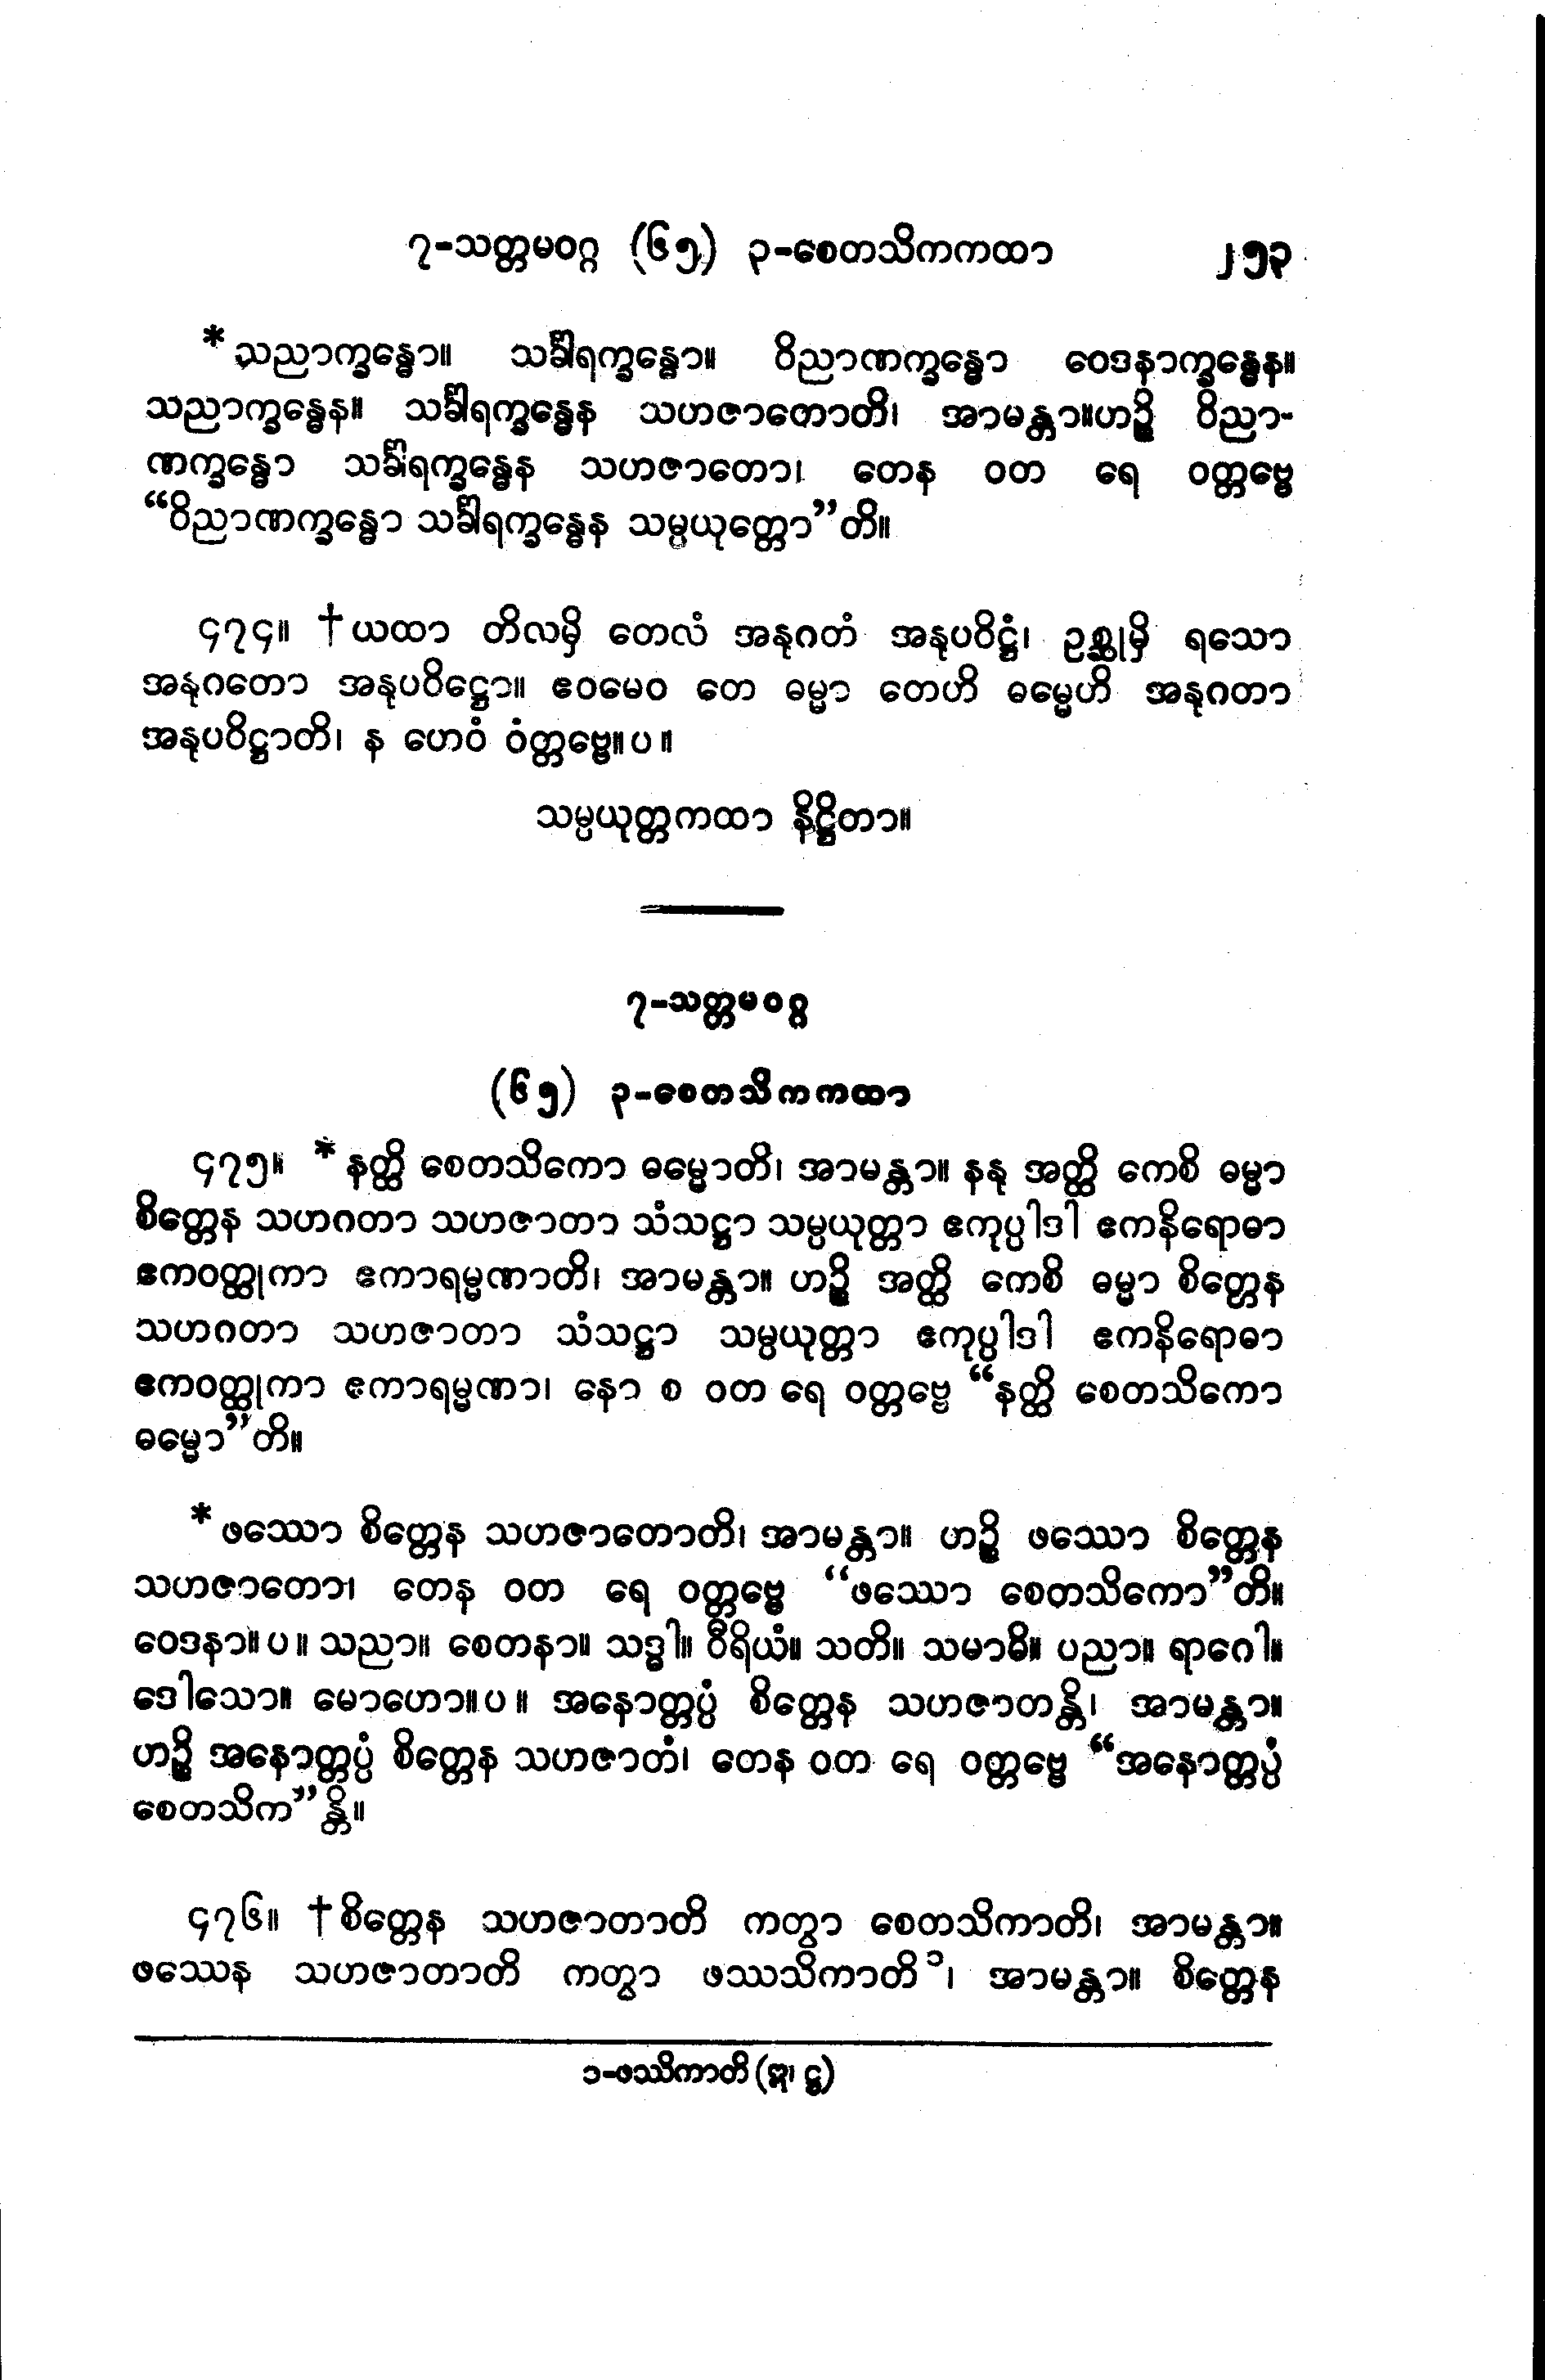 ၇-သတ္တမဝဂ္ဂ (၆၅) ၃-စေတသိကကထာ ၂၅၃
*သညာက္ခန္ဓော။ သင်္ခါရက္ခန္ဓော။ ဝိညာဏက္ခန္ဓော ဝေဒနာက္ခန္ဓေန။
သညာက္ခန္ဓေန။ သင်္ခါရက္ခန္ဓေန သဟဇာတောတိ၊ အာမန္တာ။ဟဉ္စိ ဝိညာ-
ဏက္ခန္ဓော သင်္ခါရက္ခန္ဓေန သဟဇာတော၊ တေန ဝတ ရေ ဝတ္တဗ္ဗေ
“ဝိညာဏက္ခန္ဓော သင်္ခါရက္ခန္ဓေန သမ္ပယုတ္တော”တိ။
၄၇၄။ †ယထာ တိလမှိ တေလံ အနုဂတံ အနုပဝိဋ္ဌံ၊ ဥစ္ဆုမှိ ရသော
အနုဂတော အနုပဝိဋ္ဌော။ ဧဝမေဝ တေ ဓမ္မာ တေဟိ ဓမ္မေဟိ အနုဂတာ
အနုပဝိဋ္ဌာတိ၊ န ဟေဝံ ဝတ္တဗ္ဗေ။ပ။
သမ္ပယုတ္တကထာ နိဋ္ဌိတာ။
၇-သတ္တမဝဂ္ဂ
(၆၅) ၃-စေတသိကကထာ
၄၇၅။ *နတ္ထိ စေတသိကော ဓမ္မောတိ၊ အာမန္တာ။ နနု အတ္ထိ ကေစိ ဓမ္မာ
စိတ္တေန သဟဂတာ သဟဇာတာ သံသဋ္ဌာ သမ္ပယုတ္တာ ဧကုပ္ပါဒါ ဧကနိရောဓာ
ဧကဝတ္ထုကာ ဧကာရမ္မဏာတိ၊ အာမန္တာ။ ဟဉ္စိ အတ္ထိ ကေစိ ဓမ္မာ စိတ္တေန
သဟဂတာ သဟဇာတာ သံသဋ္ဌာ သမ္ပယုတ္တာ ဧကုပ္ပါဒါ ဧကနိရောဓာ
ဧကဝတ္ထုကာ ဧကာရမ္မဏာ၊ နော စ ဝတ ရေ ဝတ္တဗ္ဗေ “နတ္ထိ စေတသိကော
ဓမ္မော”တိ။
*ဖဿော စိတ္တေန သဟဇာတောတိ၊ အာမန္တာ။ ဟဉ္စိ ဖဿော စိတ္တေန
သဟဇာတော၊ တေန ဝတ ရေ ဝတ္တဗ္ဗေ “ဖဿော စေတသိကော”တိ။
ဝေဒနာ။ပ။ သညာ။ စေတနာ။ သဒ္ဓါ။ ဝီရိယံ။ သတိ။ သမာဓိ။ ပညာ။ ရာဂေါ။
ဒေါသော။ မောဟော။ပ။ အနောတ္တပ္ပံ စိတ္တေန သဟဇာတန္တိ၊ အာမန္တာ။
ဟဉ္စိ အနောတ္တပ္ပံ စိတ္တေန သဟဇာတံ၊ တေန ဝတ ရေ ဝတ္တဗ္ဗေ “အနောတ္တပ္ပံ
စေတသိက”န္တိ။
၄၇၆။ †စိတ္တေန သဟဇာတာတိ ကတွာ စေတသိကာတိ၊ အာမန္တာ။
ဖဿေန သဟဇာတာတိ ကတွာ ဖဿသိကာတိ၁၊ အာမန္တာ။ စိတ္တေန
၁-ဖဿိကာတိ (က၊ ဋ္ဌ)